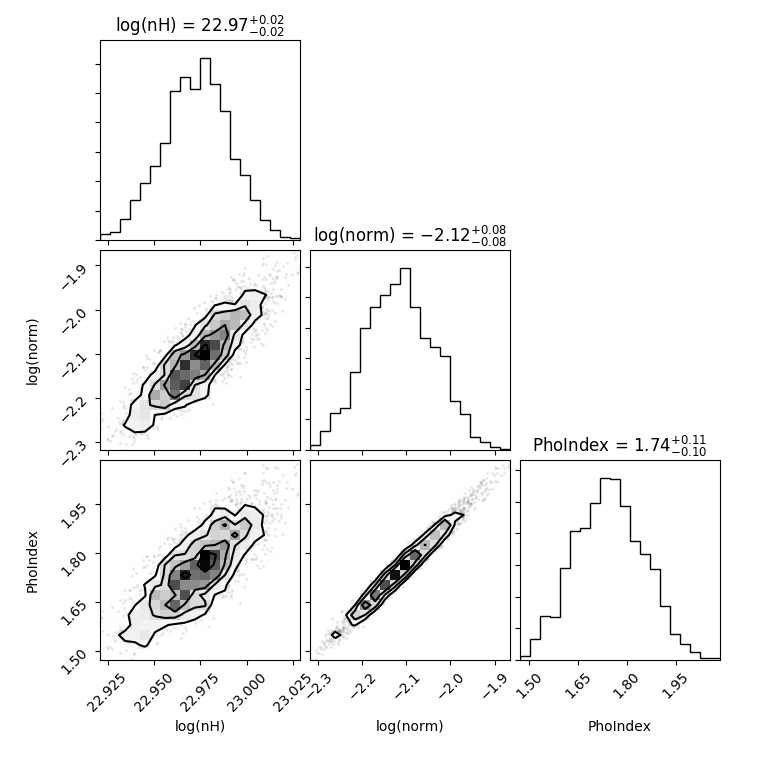 log(nH) = 22.97+0.02−0.02
log(norm) = −2.12+0.08−0.08
PhoIndex = 1.74+0.11−0.10
log(norm)
−1.9
−2.0
−2.1
−2.2
−2.3
PhoIndex
1.95
1.80
1.65
1.50
22.925 22.950 22.975 23.000 23.025
−2.3 −2.2 −2.1 −2.0 −1.9
1.50 1.65 1.80 1.95
log(nH) log(norm) PhoIndex